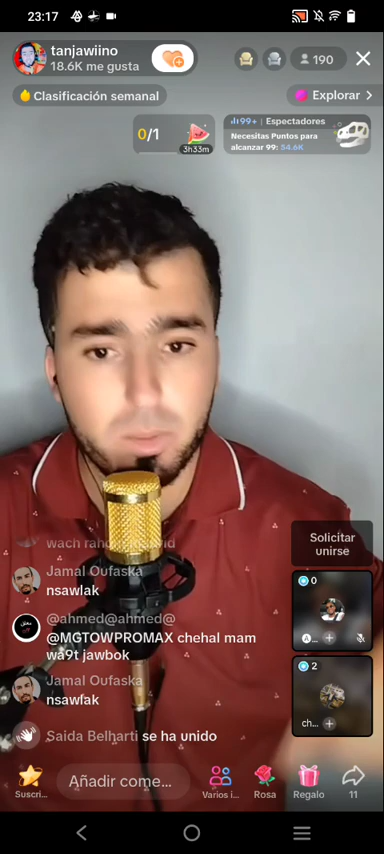 23:17
tanjawiino
18.6K me gusta
190
Clasificación semanal
Explorar >
0/1
3h33m
99+ | Espectadores
Necesitas Puntos para
alcanzar 99: 54.6K
Solicitar
unirse
Jamal Oufaska
nsawlak
@ahmed@ahmed@
@MGTOWPROMAX chehal mam
wa9t jawbok
Jamal Oufaska
nsawlak
Saida Belharti se ha unido
0
A...
2
ch...
Añadir come...
Suscri...
Varios i...
Rosa
Regalo
11